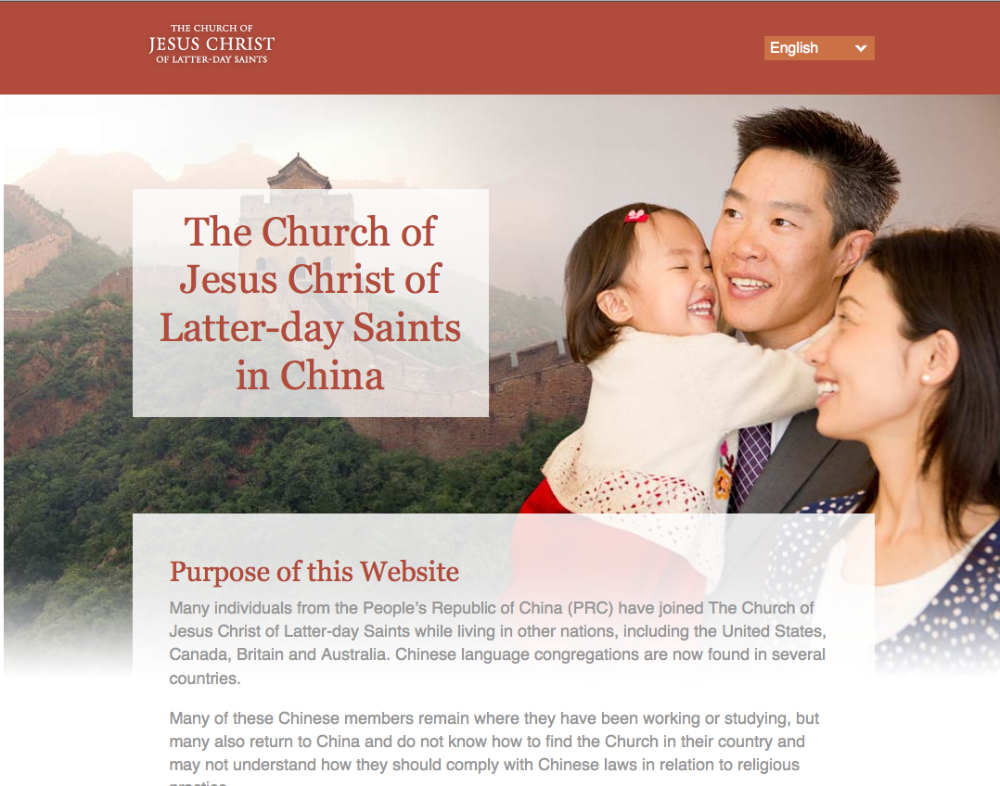 THE CHURCH OF
JESUS CHRIST
OF LATTER-DAY SAINTS
English
The Church of
Jesus Christ of
Latter-day Saints
in China
Purpose of this Website
Many individuals from the People’s Republic of China (PRC) have joined The Church of
Jesus Christ of Latter-day Saints while living in other nations, including the United States,
Canada, Britain and Australia. Chinese language congregations are now found in several
countries.
Many of these Chinese members remain where they have been working or studying, but
many also return to China and do not know how to find the Church in their country and
may not understand how they should comply with Chinese laws in relation to religious